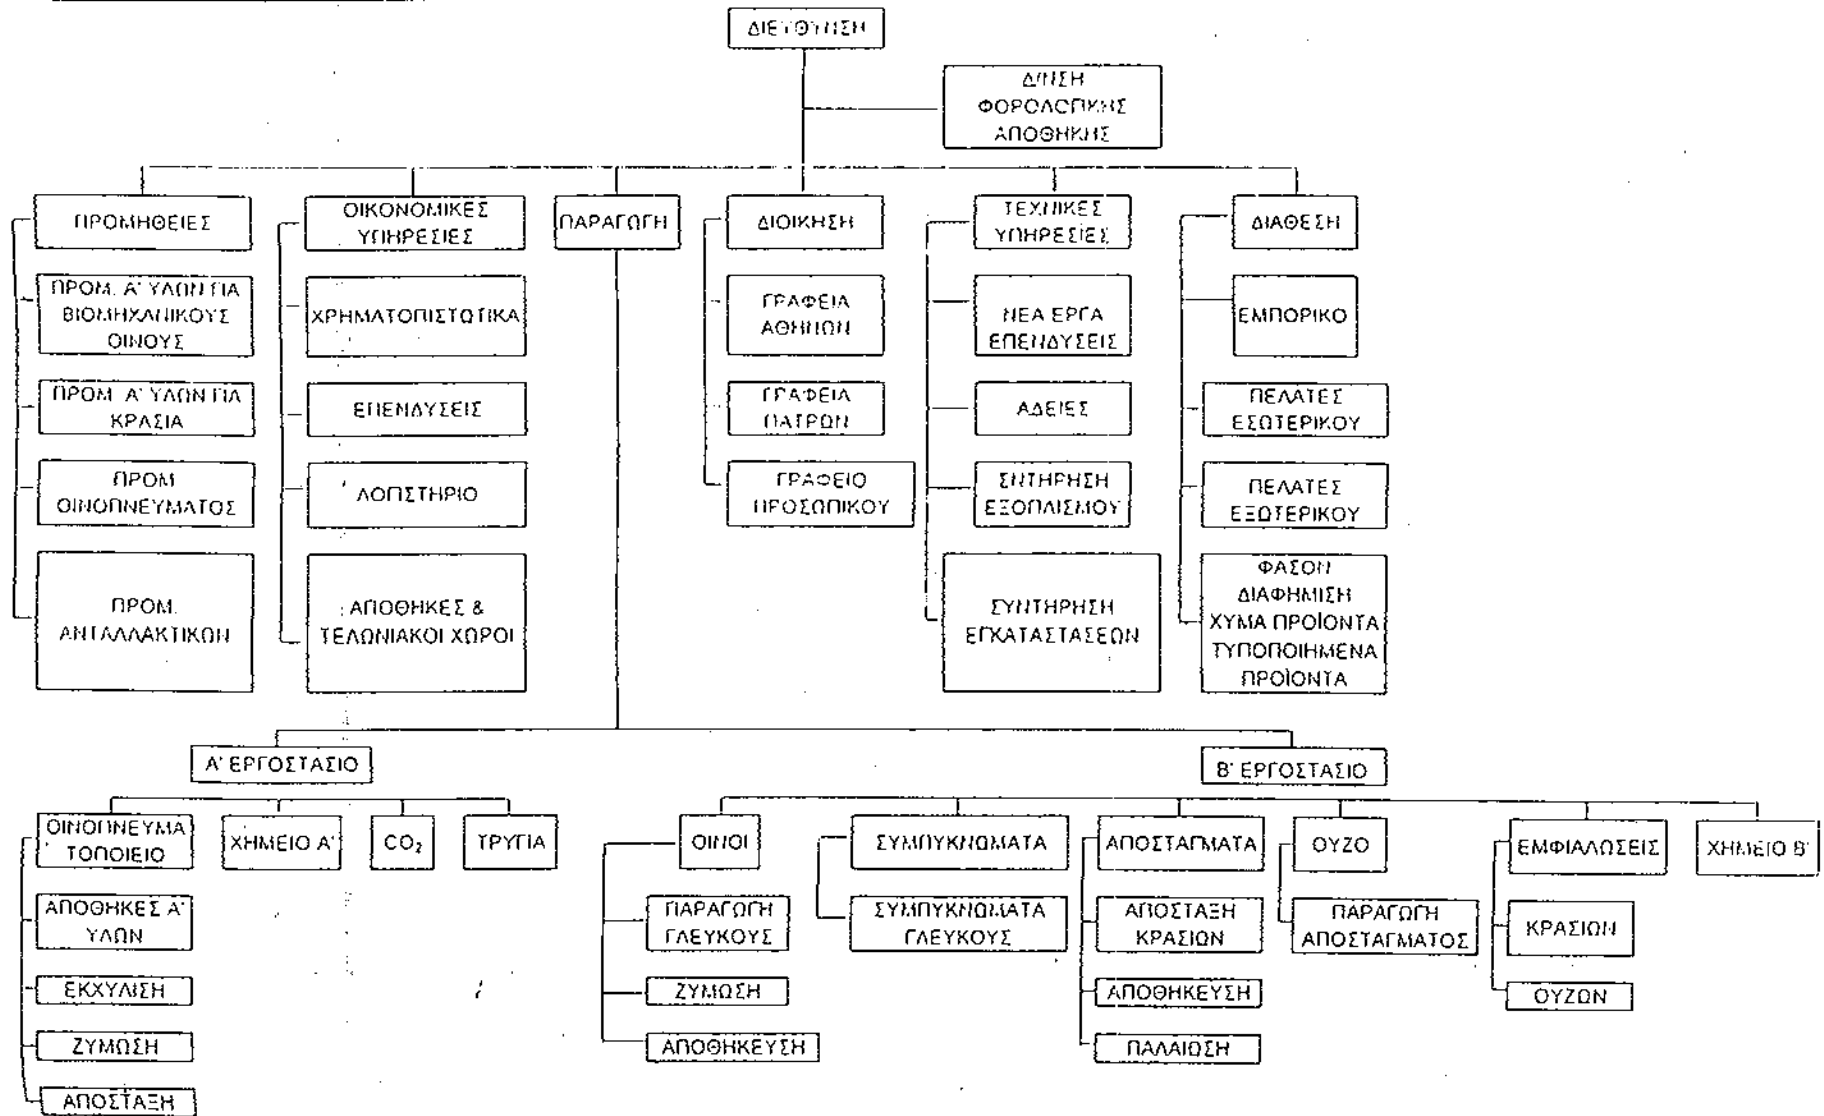 ΔΙΕΥΘΥΝΣΗ
Δ/ΝΣΗ
ΦΟΡΟΛΟΓΙΚΗΣ
ΑΠΟΘΗΚΗΣ
ΠΡΟΜΗΘΕΙΕΣ
ΟΙΚΟΝΟΜΙΚΕΣ
ΥΠΗΡΕΣΙΕΣ
ΠΑΡΑΓΩΓΗ
ΔΙΟΙΚΗΣΗ
ΤΕΧΝΙΚΕΣ
ΥΠΗΡΕΣΙΕΣ
ΔΙΑΘΕΣΗ
ΠΡΟΜ. Α' ΥΛΩΝ ΓΙΑ
ΒΙΟΜΗΧΑΝΙΚΟΥΣ
ΟΙΝΟΥΣ
ΧΡΗΜΑΤΟΠΙΣΤΩΤΙΚΑ
ΓΡΑΦΕΙΑ
ΑΘΗΝΩΝ
ΝΕΑ ΕΡΓΑ
ΕΠΕΝΔΥΣΕΙΣ
ΕΜΠΟΡΙΚΟ
ΠΡΟΜ. Α' ΥΛΩΝ ΓΙΑ
ΚΡΑΣΙΑ
ΕΠΕΝΔΥΣΕΙΣ
ΓΡΑΦΕΙΑ
ΠΑΤΡΩΝ
ΑΔΕΙΕΣ
ΠΕΛΑΤΕΣ
ΕΣΩΤΕΡΙΚΟΥ
ΠΡΟΜ.
ΟΙΝΟΠΝΕΥΜΑΤΟΣ
ΛΟΓΙΣΤΗΡΙΟ
ΓΡΑΦΕΙΟ
ΠΡΟΣΩΠΙΚΟΥ
ΣΝΤΗΡΗΣΗ
ΕΞΟΠΛΙΣΜΟΥ
ΠΕΛΑΤΕΣ
ΕΞΩΤΕΡΙΚΟΥ
ΠΡΟΜ.
ΑΝΤΑΛΛΑΚΤΙΚΩΝ
ΑΠΟΘΗΚΕΣ &
ΤΕΛΩΝΙΑΚΟΙ ΧΩΡΟΙ
ΣΥΝΤΗΡΗΣΗ
ΕΓΚΑΤΑΣΤΑΣΕΩΝ
ΦΑΣΟΝ
ΔΙΑΦΗΜΙΣΗ
ΧΥΜΑ ΠΡΟΪΟΝΤΑ
ΤΥΠΟΠΟΙΗΜΕΝΑ
ΠΡΟΪΟΝΤΑ
Α' ΕΡΓΟΣΤΑΣΙΟ
Β' ΕΡΓΟΣΤΑΣΙΟ
ΟΙΝΟΠΝΕΥΜΑ
ΤΟΠΟΙΕΙΟ
ΧΗΜΕΙΟ Α'
CO₂
ΤΡΥΓΙΑ
ΟΙΝΟΙ
ΣΥΜΠΥΚΝΩΜΑΤΑ
ΑΠΟΣΤΑΓΜΑΤΑ
ΟΥΖΟ
ΕΜΦΙΑΛΩΣΕΙΣ
ΧΗΜΕΙΟ Β'
ΑΠΟΘΗΚΕΣ Α'
ΥΛΩΝ
ΠΑΡΑΓΩΓΗ
ΓΛΕΥΚΟΥΣ
ΣΥΜΠΥΚΝΩΜΑΤΑ
ΓΛΕΥΚΟΥΣ
ΑΠΟΣΤΑΞΗ
ΚΡΑΣΙΩΝ
ΠΑΡΑΓΩΓΗ
ΑΠΟΣΤΑΓΜΑΤΟΣ
ΚΡΑΣΙΩΝ
ΕΚΧΥΛΙΣΗ
ΖΥΜΩΣΗ
ΑΠΟΘΗΚΕΥΣΗ
ΟΥΖΩΝ
ΖΥΜΩΣΗ
ΑΠΟΘΗΚΕΥΣΗ
ΠΑΛΑΙΩΣΗ
ΑΠΟΣΤΑΞΗ